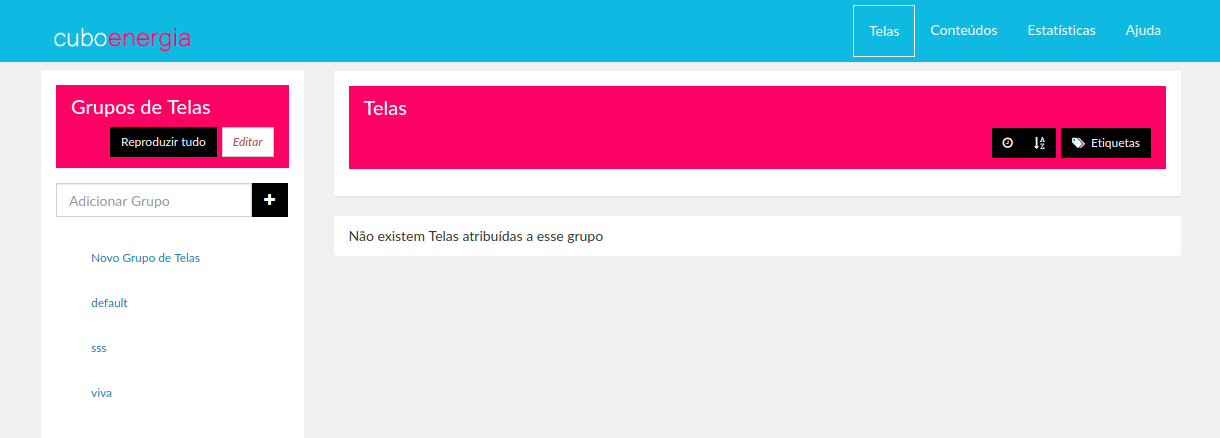 cuboenergia
Telas
Conteúdos
Estatísticas
Ajuda
Grupos de Telas
Reproduzir tudo
Editar
Adicionar Grupo
Novo Grupo de Telas
default
sss
viva
Telas
Etiquetas
Não existem Telas atribuídas a esse grupo